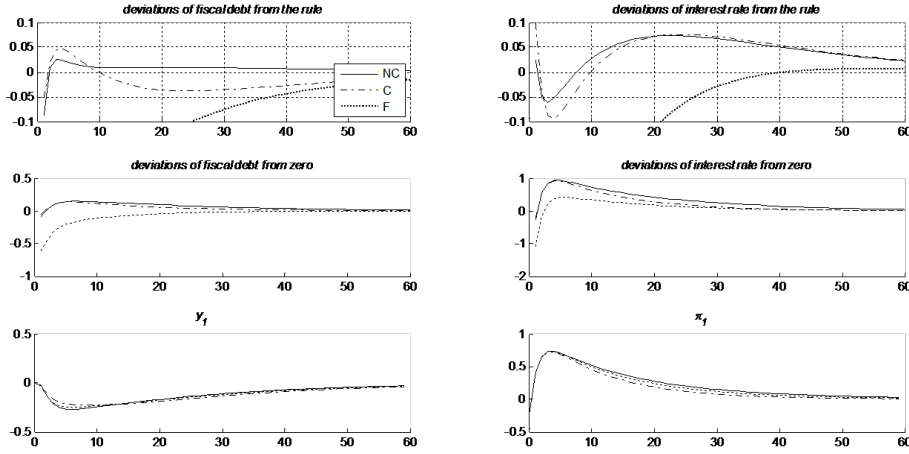 deviations of fiscal debt from the rule
0.1
0.05
0
-0.05
-0.1
0 10 20 30 40 50 60
NC
C
F
deviations of interest rate from the rule
0.1
0.05
0
-0.05
-0.1
0 10 20 30 40 50 60
deviations of fiscal debt from zero
0.5
0
-0.5
-1
0 10 20 30 40 50 60
deviations of interest rate from zero
1
0
-1
-2
0 10 20 30 40 50 60
y1
0.5
0
-0.5
0 10 20 30 40 50 60
π1
1
0.5
0
-0.5
0 10 20 30 40 50 60